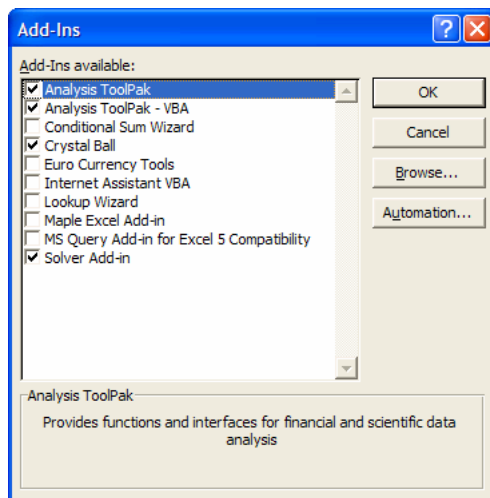 Add-Ins
?
Add-Ins available:
Analysis ToolPak
Analysis ToolPak - VBA
Conditional Sum Wizard
Crystal Ball
Euro Currency Tools
Internet Assistant VBA
Lookup Wizard
Maple Excel Add-in
MS Query Add-in for Excel 5 Compatibility
Solver Add-in
OK
Cancel
Browse...
Automation...
Analysis ToolPak
Provides functions and interfaces for financial and scientific data
analysis